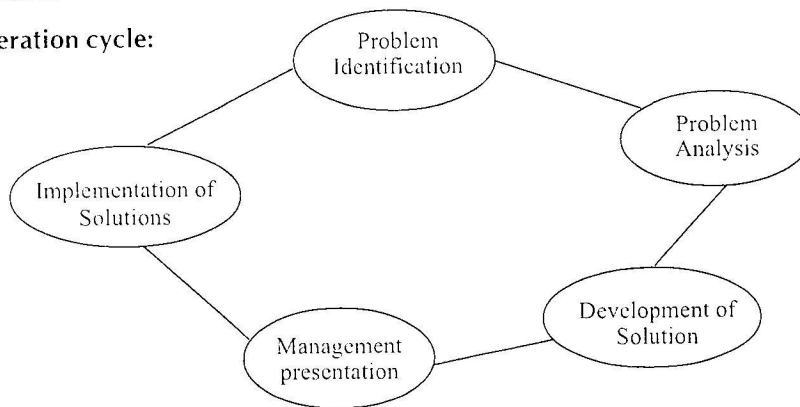 eration cycle:
Problem
Identification
Problem
Analysis
Implementation of
Solutions
Development of
Solution
Management
presentation